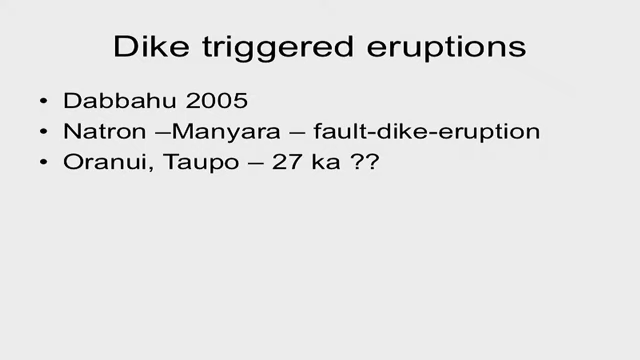 Dike triggered eruptions
• Dabbahu 2005
• Natron –Manyara – fault-dike-eruption
• Oranui, Taupo – 27 ka ??